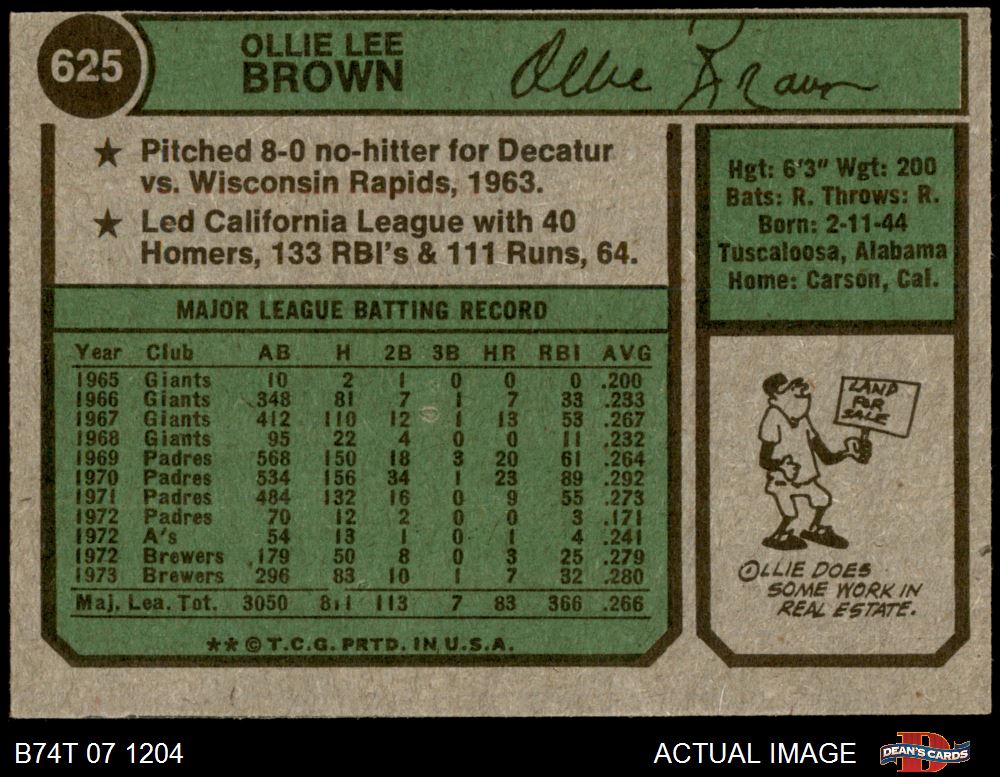 625
OLLIE LEE
BROWN
Ollie Brown
★ Pitched 8-0 no-hitter for Decatur
vs. Wisconsin Rapids, 1963.
★ Led California League with 40
Homers, 133 RBI's & 111 Runs, 64.
Hgt: 6'3" Wgt: 200
Bats: R. Throws: R.
Born: 2-11-44
Tuscaloosa, Alabama
Home: Carson, Cal.
MAJOR LEAGUE BATTING RECORD
Year Club AB H 2B 3B HR RBI AVG
1965 Giants 10 2 1 0 0 0 .200
1966 Giants 348 81 7 1 7 33 .233
1967 Giants 412 110 12 1 13 53 .267
1968 Giants 95 22 4 0 0 11 .232
1969 Padres 568 150 18 3 20 61 .264
1970 Padres 534 156 34 1 23 89 .292
1971 Padres 484 132 16 0 9 55 .273
1972 Padres 70 12 2 0 0 3 .171
1972 A's 54 13 1 0 1 4 .241
1972 Brewers 179 50 8 0 3 25 .279
1973 Brewers 296 83 10 1 7 32 .280
Maj. Lea. Tot. 3050 811 113 7 83 366 .266
** © T.C.G. PRTD. IN U.S.A.
LAND
FOR
SALE
OLLIE DOES
SOME WORK IN
REAL ESTATE.
B74T 07 1204
ACTUAL IMAGE
DEAN'S CARDS